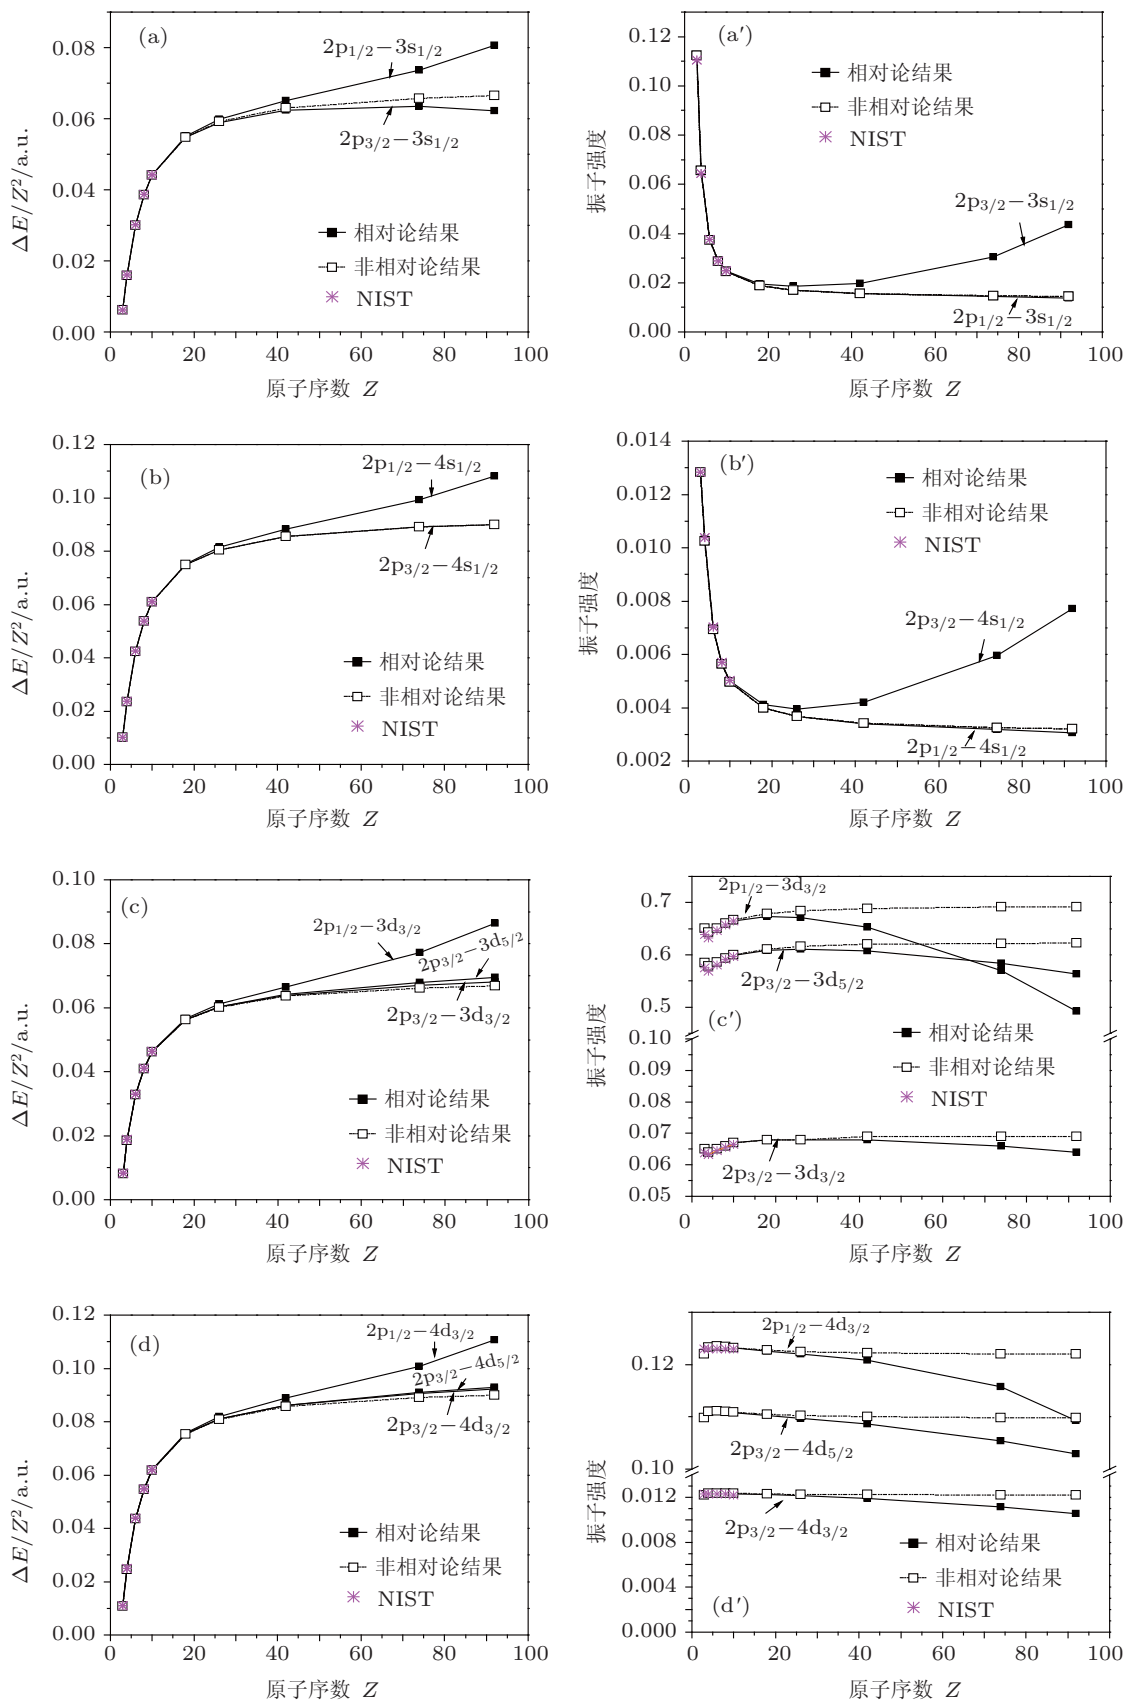 (a)
2p1/2−3s1/2
2p3/2−3s1/2
相对论结果
非相对论结果
NIST
ΔE/Z²/a.u.
0.08
0.06
0.04
0.02
0.00
0 20 40 60 80 100
原子序数 Z
(a′)
相对论结果
非相对论结果
NIST
2p3/2−3s1/2
2p1/2−3s1/2
振子强度
0.12
0.10
0.08
0.06
0.04
0.02
0.00
0 20 40 60 80 100
原子序数 Z
(b)
2p1/2−4s1/2
2p3/2−4s1/2
相对论结果
非相对论结果
NIST
ΔE/Z²/a.u.
0.12
0.10
0.08
0.06
0.04
0.02
0.00
0 20 40 60 80 100
原子序数 Z
(b′)
相对论结果
非相对论结果
NIST
2p3/2−4s1/2
2p1/2−4s1/2
振子强度
0.014
0.012
0.010
0.008
0.006
0.004
0.002
0 20 40 60 80 100
原子序数 Z
(c)
2p1/2−3d3/2
2p3/2−3d5/2
2p3/2−3d3/2
相对论结果
非相对论结果
NIST
ΔE/Z²/a.u.
0.10
0.08
0.06
0.04
0.02
0.00
0 20 40 60 80 100
原子序数 Z
2p1/2−3d3/2
2p3/2−3d5/2
(c′)
相对论结果
非相对论结果
NIST
2p3/2−3d3/2
振子强度
0.7
0.6
0.5
0.10
0.09
0.08
0.07
0.06
0.05
0 20 40 60 80 100
原子序数 Z
(d)
2p1/2−4d3/2
2p3/2−4d5/2
2p3/2−4d3/2
相对论结果
非相对论结果
NIST
ΔE/Z²/a.u.
0.12
0.10
0.08
0.06
0.04
0.02
0.00
0 20 40 60 80 100
原子序数 Z
2p1/2−4d3/2
2p3/2−4d5/2
2p3/2−4d3/2
相对论结果
非相对论结果
NIST
(d′)
振子强度
0.12
0.10
0.012
0.008
0.004
0.000
0 20 40 60 80 100
原子序数 Z